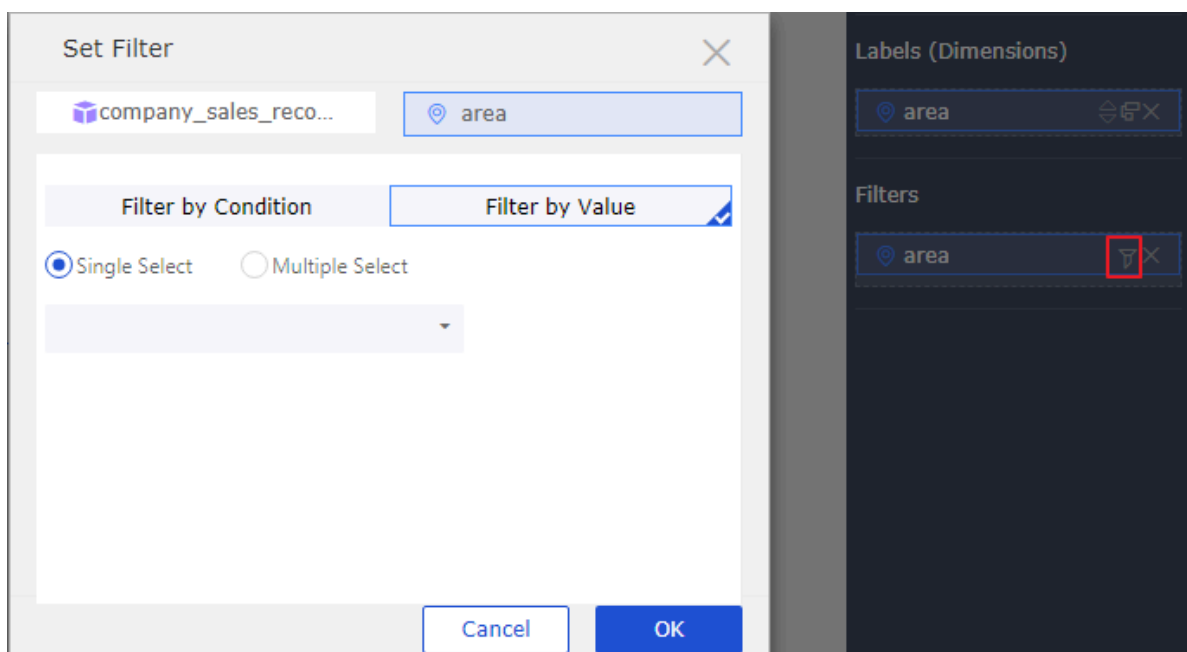 Set Filter
company_sales_reco...
area
Filter by Condition
Filter by Value
Single Select
Multiple Select
Cancel
OK
Labels (Dimensions)
area
Filters
area